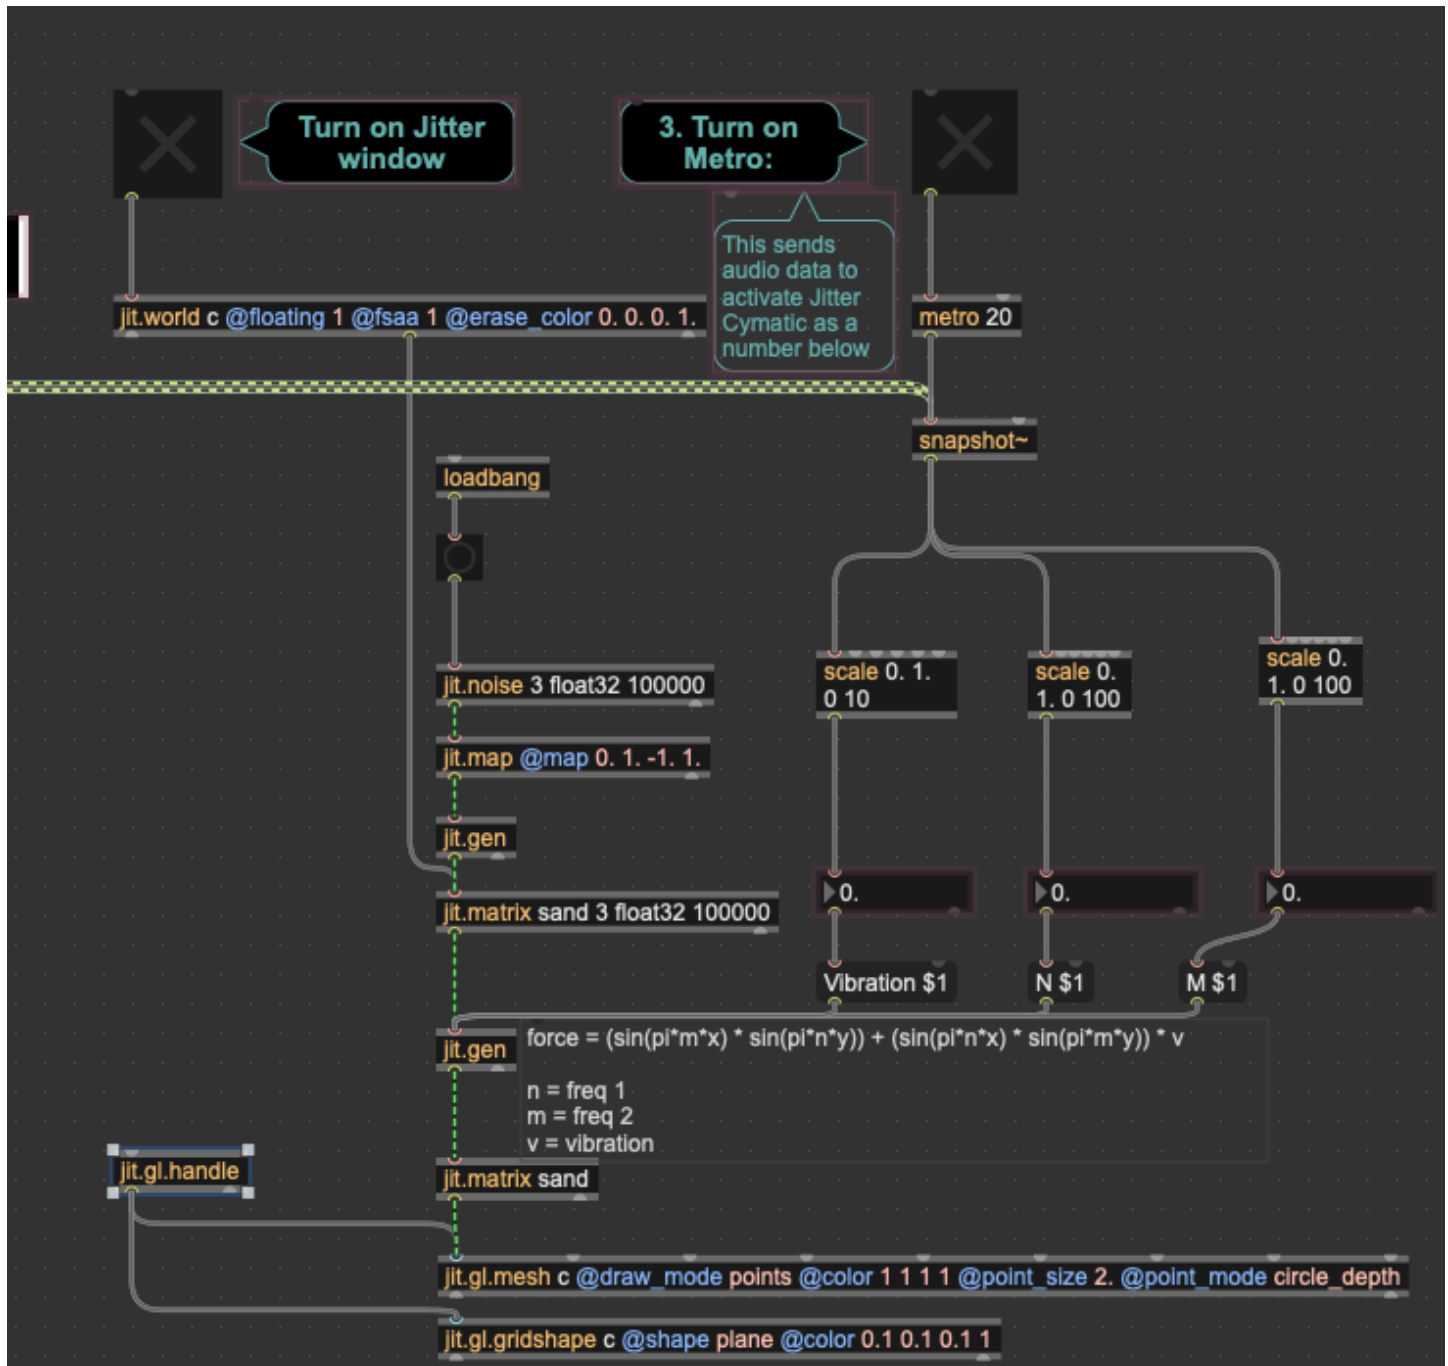 Turn on Jitter
window
3. Turn on
Metro:
This sends
audio data to
activate Jitter
Cymatic as a
number below
jit.world c @floating 1 @fsaa 1 @erase_color 0. 0. 0. 1.
metro 20
snapshot~
loadbang
scale 0. 1.
0 10
scale 0.
1. 0 100
scale 0.
1. 0 100
jit.noise 3 float32 100000
jit.map @map 0. 1. -1. 1.
jit.gen
jit.matrix sand 3 float32 100000
0.
0.
0.
Vibration $1
N $1
M $1
jit.gen
force = (sin(pi*m*x) * sin(pi*n*y)) + (sin(pi*n*x) * sin(pi*m*y)) * v
n = freq 1
m = freq 2
v = vibration
jit.gl.handle
jit.matrix sand
jit.gl.mesh c @draw_mode points @color 1 1 1 1 @point_size 2. @point_mode circle_depth
jit.gl.gridshape c @shape plane @color 0.1 0.1 0.1 1